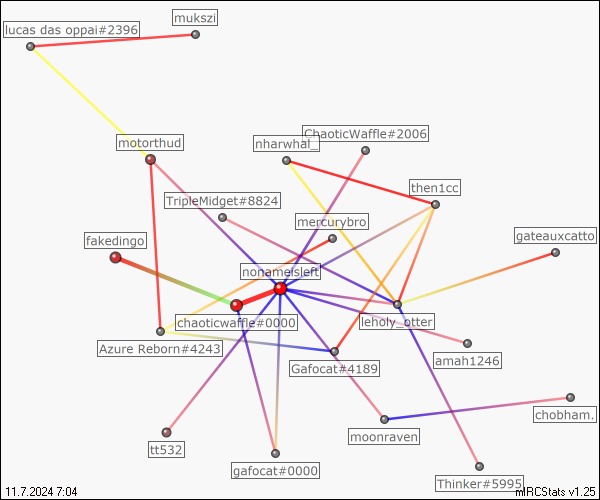 mukszi
lucas das oppai#2396
ChaoticWaffle#2006
motorthud
nharwhal_
then1cc
TripleMidget#8824
mercurybro
gateauxcatto
fakedingo
nonameisleft
chaoticwaffle#0000
leholy_otter
Azure Reborn#4243
amah1246
Gafocat#4189
chobham.
moonraven
tt532
gafocat#0000
Thinker#5995
11.7.2024 7:04
mIRCStats v1.25